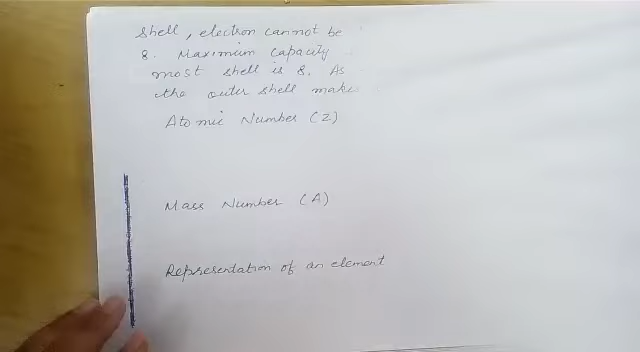 shell, election cannot be
8. Maximum capacity
most shell is 8. As
the outer shell make
Atomic Number (Z)
Mass Number (A)
Representation of an element